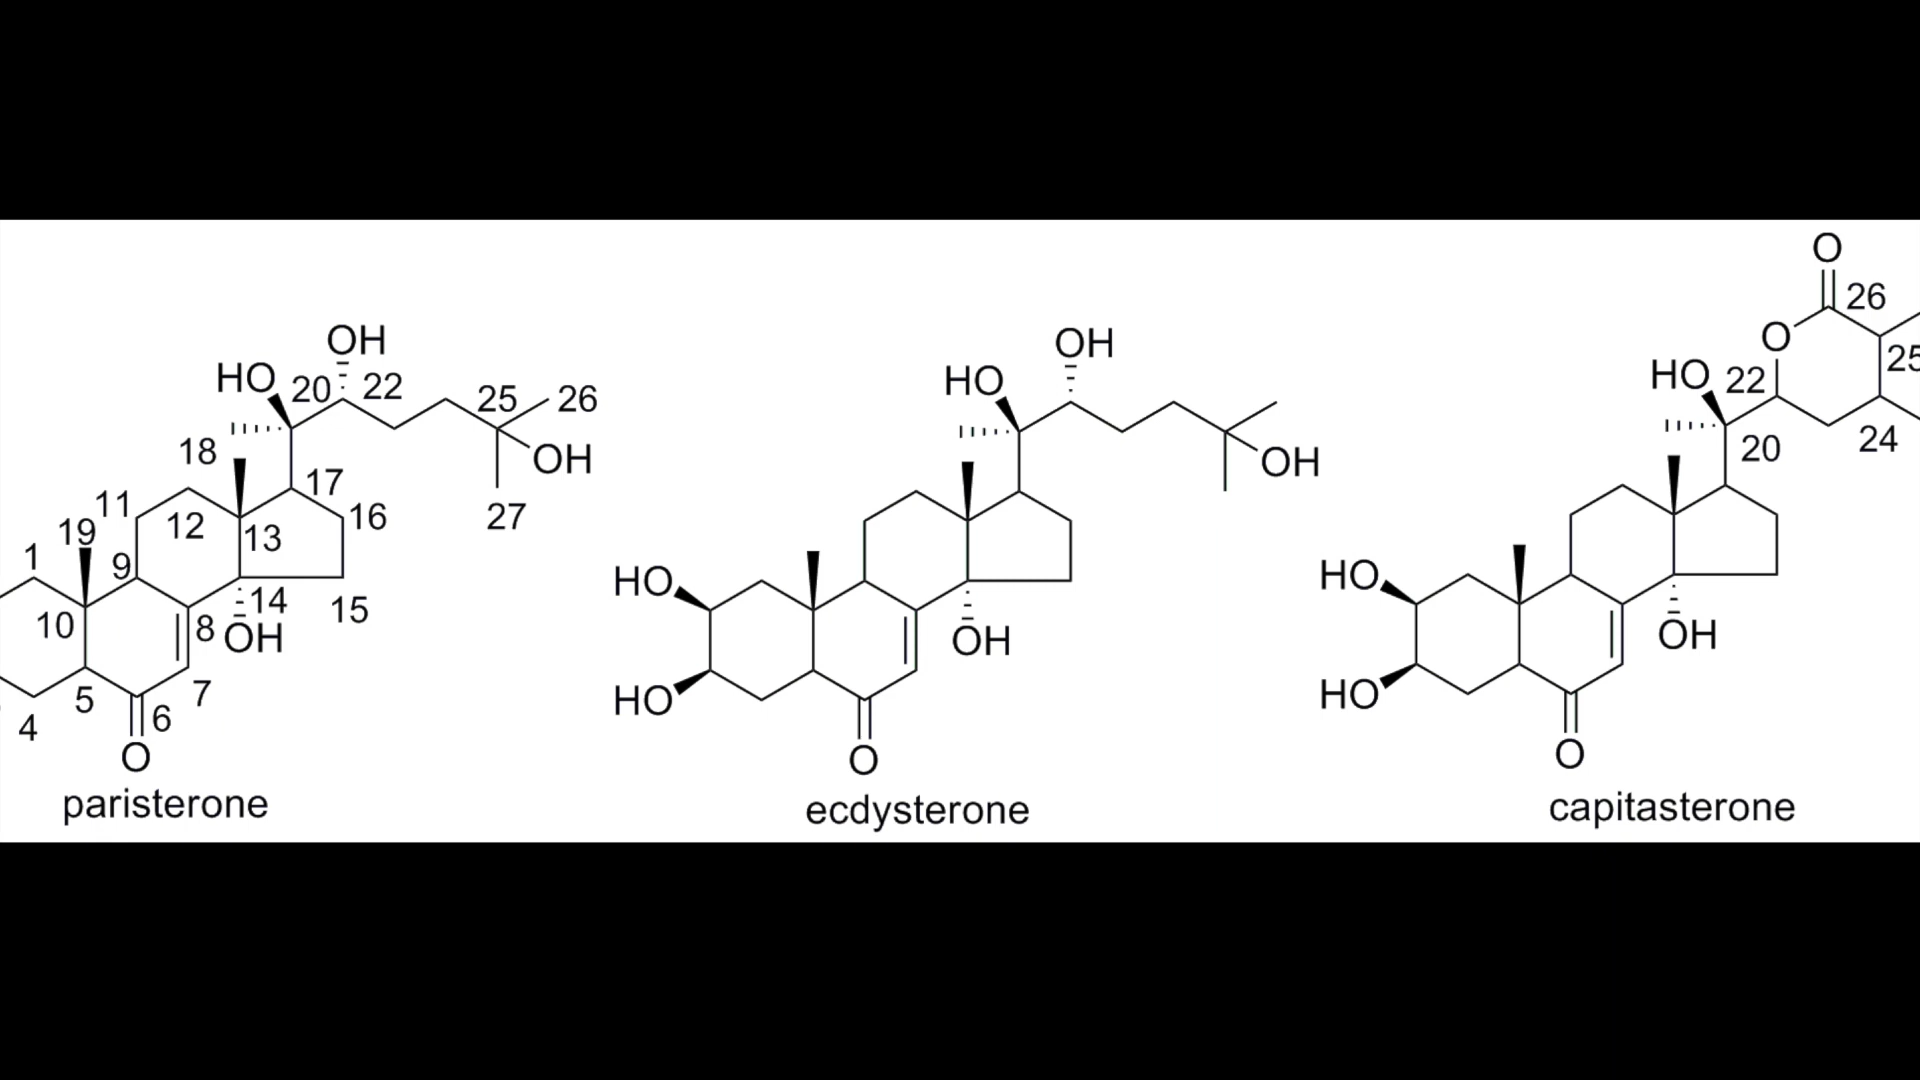 OH
HO 20 22
25 26
18 OH
17
11 16
19 12 13 27
1 9
10 14 15
8 OH
5 7
4 6
O
paristerone
OH
HO
OH
HO
OH
HO
O
ecdysterone
O
26
O
25
HO 22
24
20
HO
OH
HO
O
capitasterone